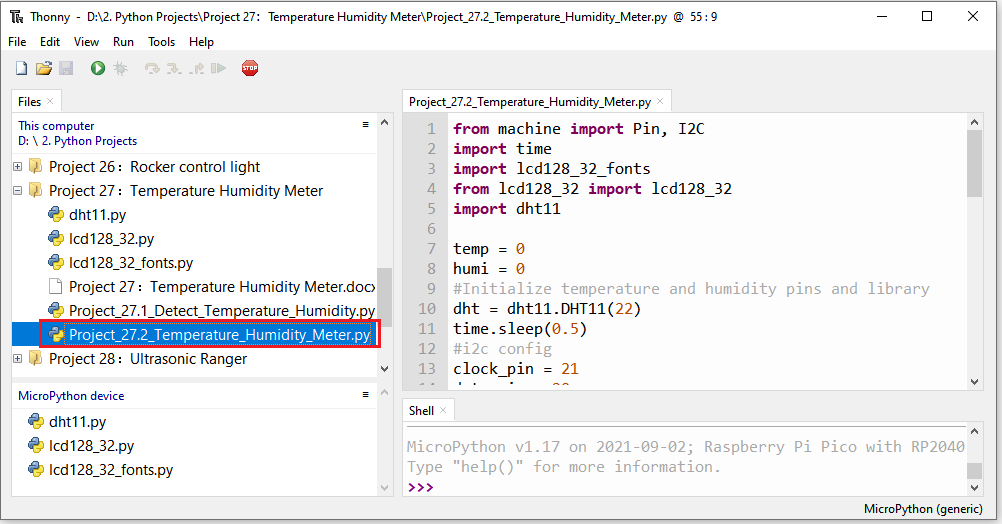 Thonny - D:\2. Python Projects\Project 27：Temperature Humidity Meter\Project_27.2_Temperature_Humidity_Meter.py @ 55 : 9
File Edit View Run Tools Help
STOP
Files
This computer
D: \ 2. Python Projects
Project 26：Rocker control light
Project 27：Temperature Humidity Meter
dht11.py
lcd128_32.py
lcd128_32_fonts.py
Project 27：Temperature Humidity Meter.docx
Project_27.1_Detect_Temperature_Humidity.py
Project_27.2_Temperature_Humidity_Meter.py
Project 28：Ultrasonic Ranger
MicroPython device
dht11.py
lcd128_32.py
lcd128_32_fonts.py
Project_27.2_Temperature_Humidity_Meter.py
1 from machine import Pin, I2C
2 import time
3 import lcd128_32_fonts
4 from lcd128_32 import lcd128_32
5 import dht11
6
7 temp = 0
8 humi = 0
9 #Initialize temperature and humidity pins and library
10 dht = dht11.DHT11(22)
11 time.sleep(0.5)
12 #i2c config
13 clock_pin = 21
Shell
MicroPython v1.17 on 2021-09-02; Raspberry Pi Pico with RP2040
Type "help()" for more information.
>>>
MicroPython (generic)